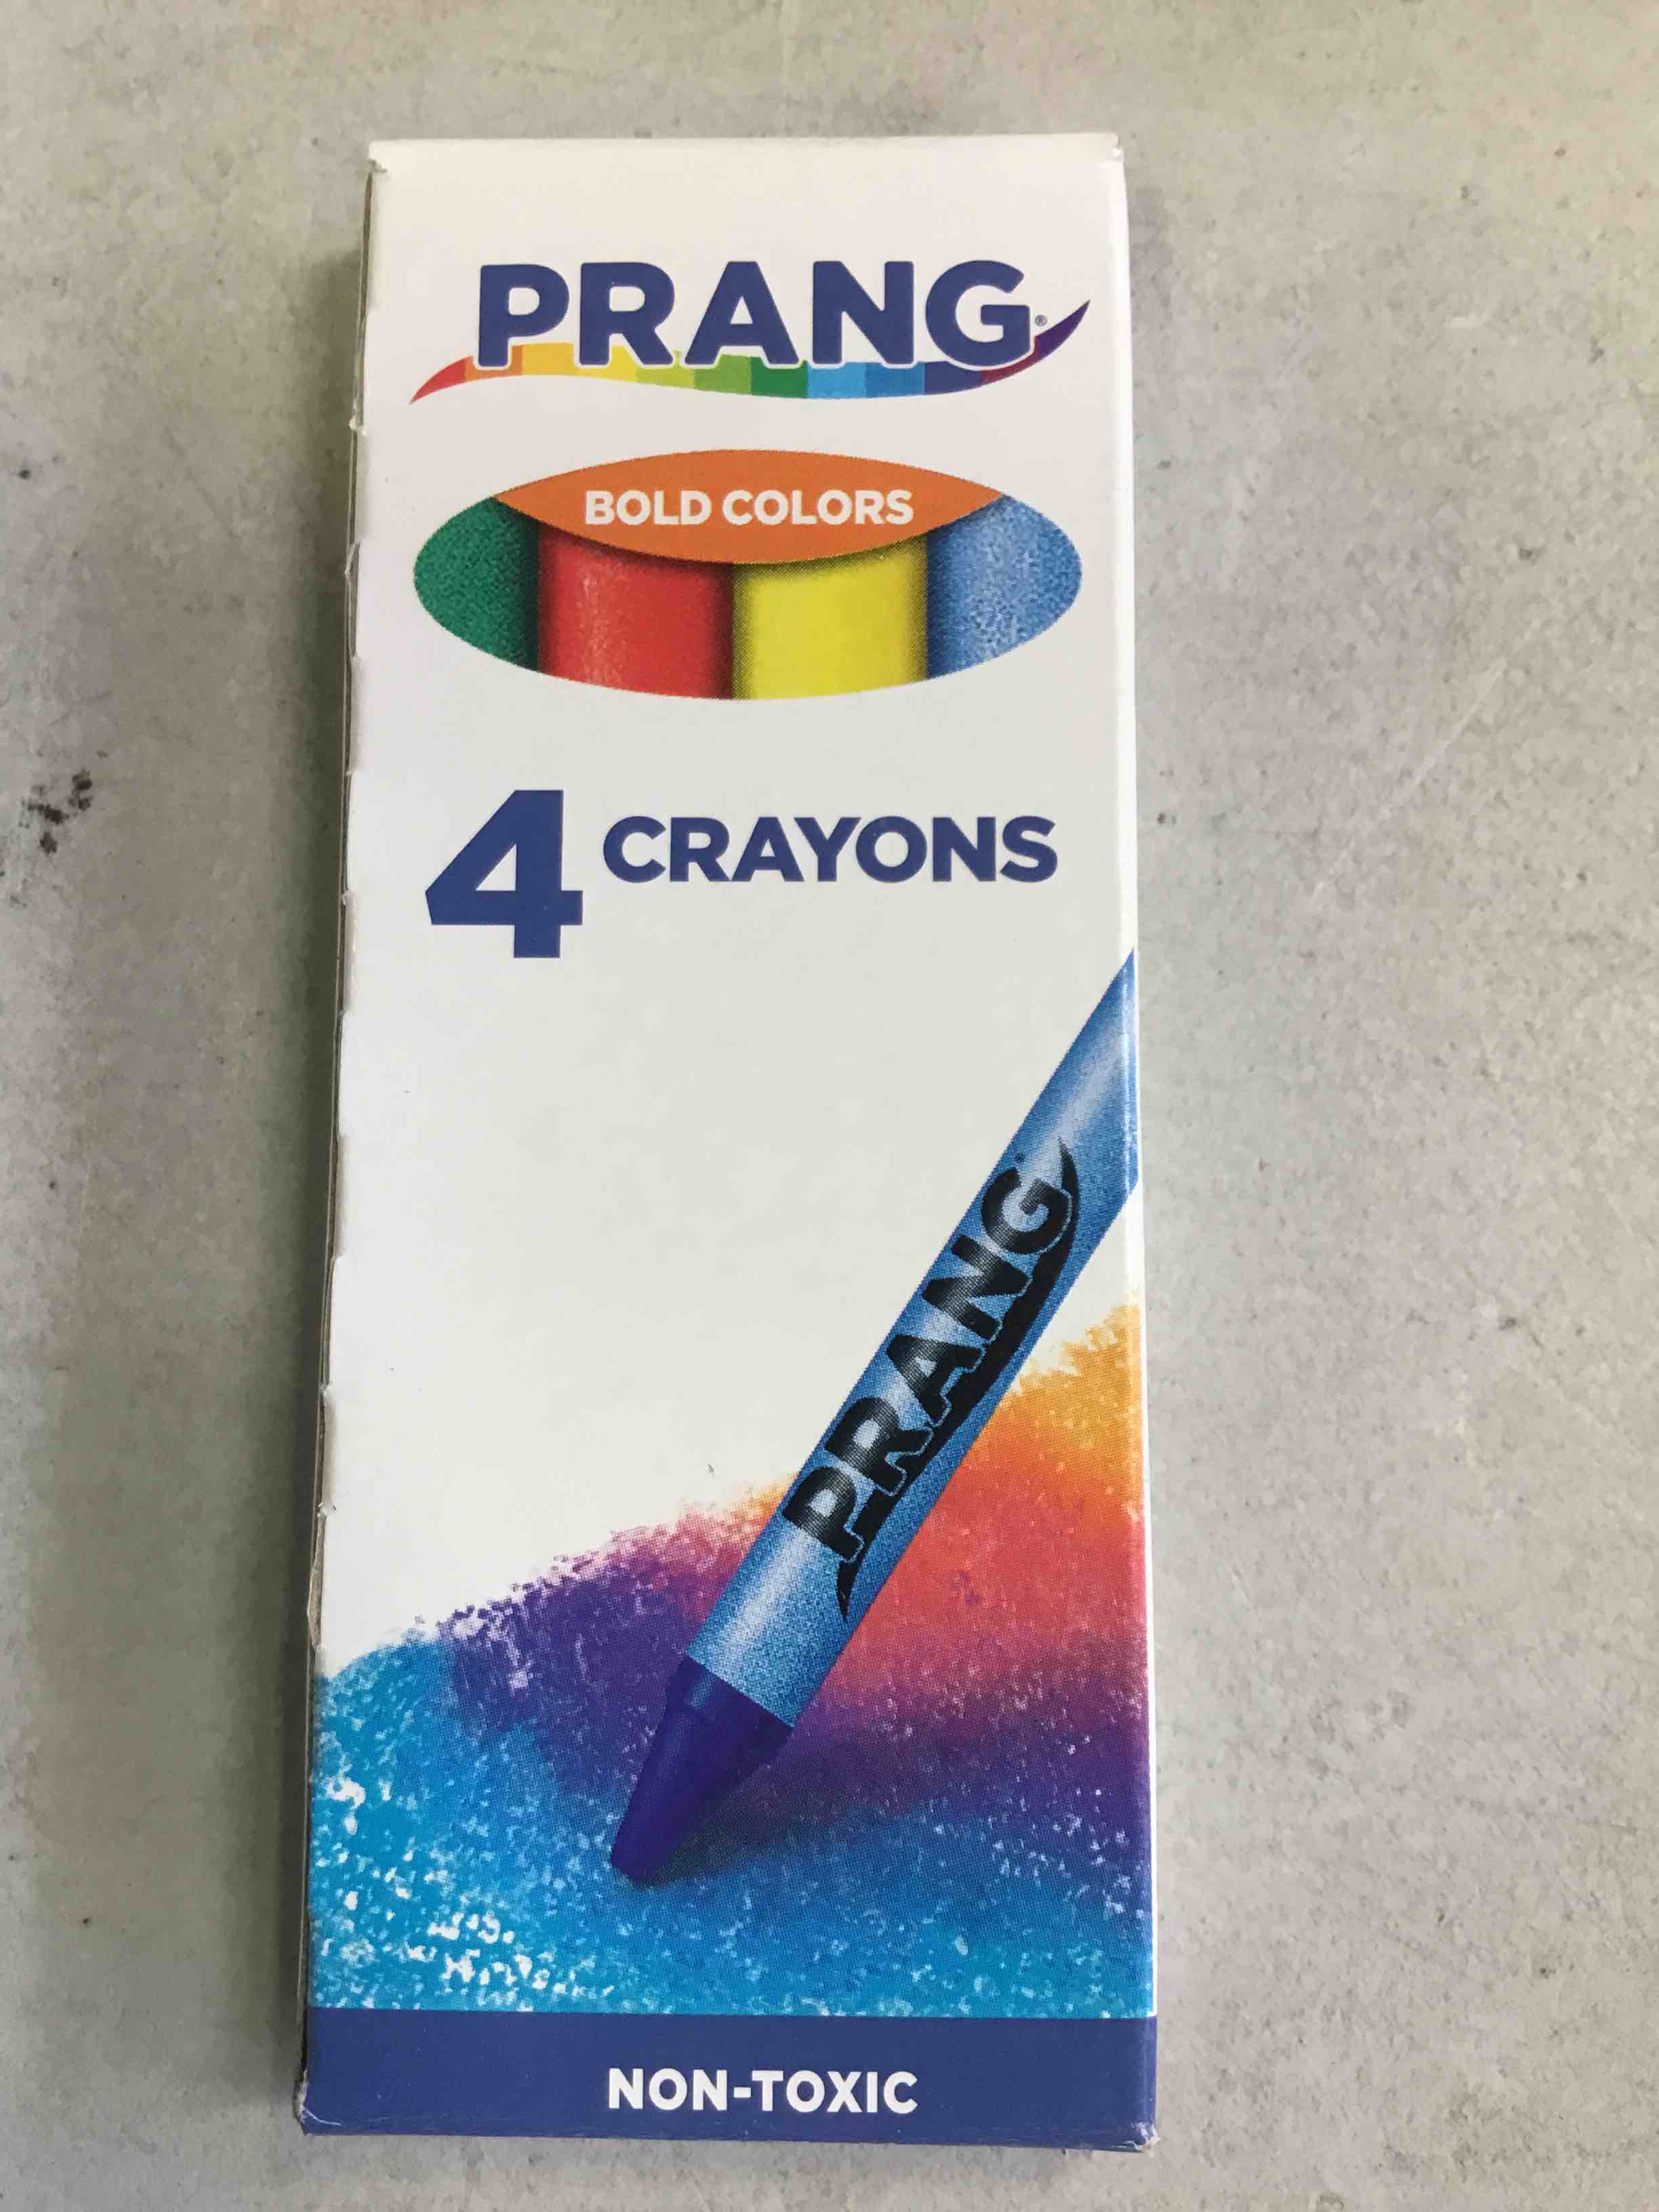 PRANG®
BOLD COLORS
4 CRAYONS
PRANG
NON-TOXIC